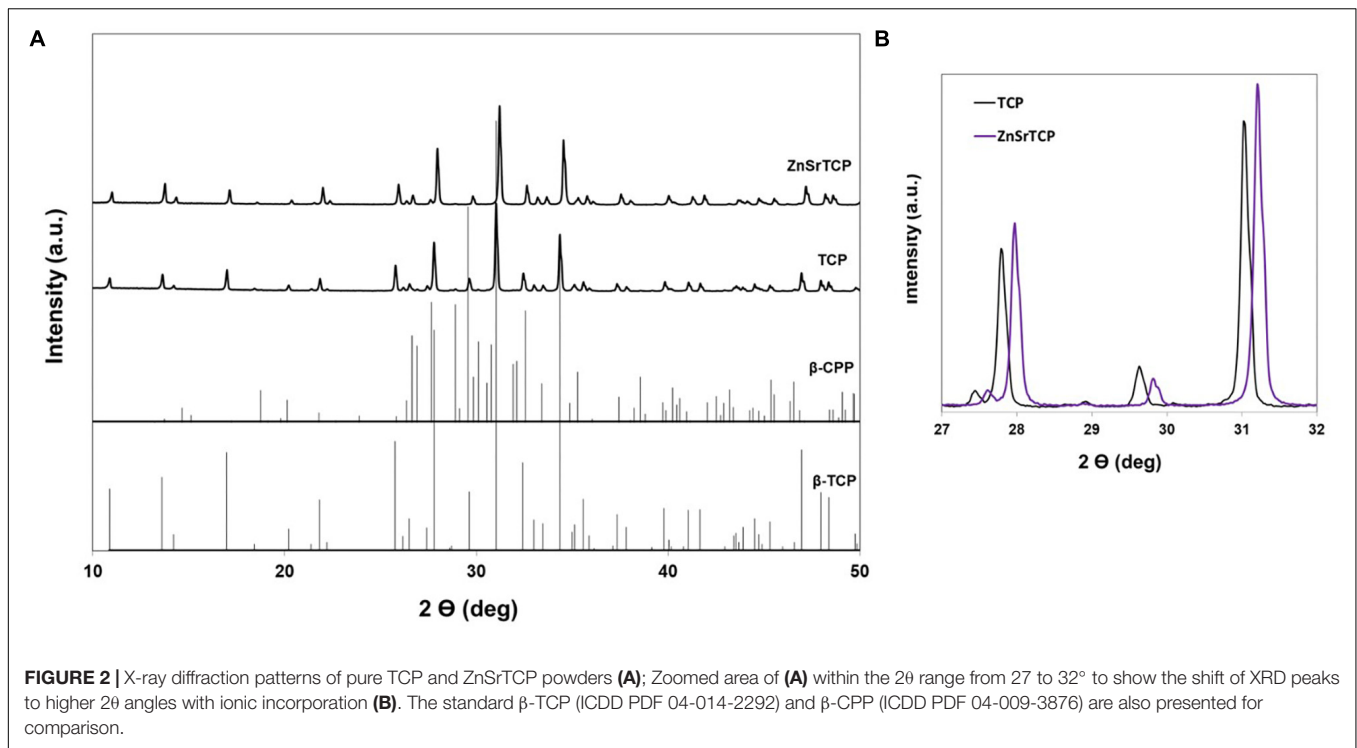 A
ZnSrTCP
TCP
β-CPP
β-TCP
Intensity (a.u.)
10 20 30 40 50
2 Ɵ (deg)
B
TCP
ZnSrTCP
Intensity (a.u.)
27 28 29 30 31 32
2 Ɵ (deg)
FIGURE 2 | X-ray diffraction patterns of pure TCP and ZnSrTCP powders (A); Zoomed area of (A) within the 2θ range from 27 to 32° to show the shift of XRD peaks
to higher 2θ angles with ionic incorporation (B). The standard β-TCP (ICDD PDF 04-014-2292) and β-CPP (ICDD PDF 04-009-3876) are also presented for
comparison.